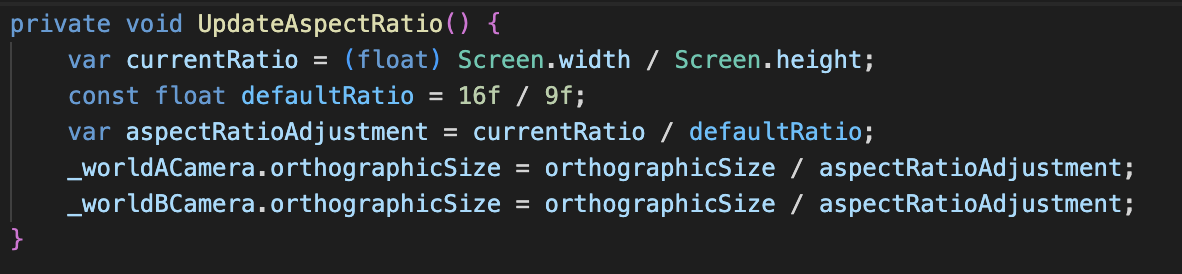 private void UpdateAspectRatio() {
    var currentRatio = (float) Screen.width / Screen.height;
    const float defaultRatio = 16f / 9f;
    var aspectRatioAdjustment = currentRatio / defaultRatio;
    _worldACamera.orthographicSize = orthographicSize / aspectRatioAdjustment;
    _worldBCamera.orthographicSize = orthographicSize / aspectRatioAdjustment;
}